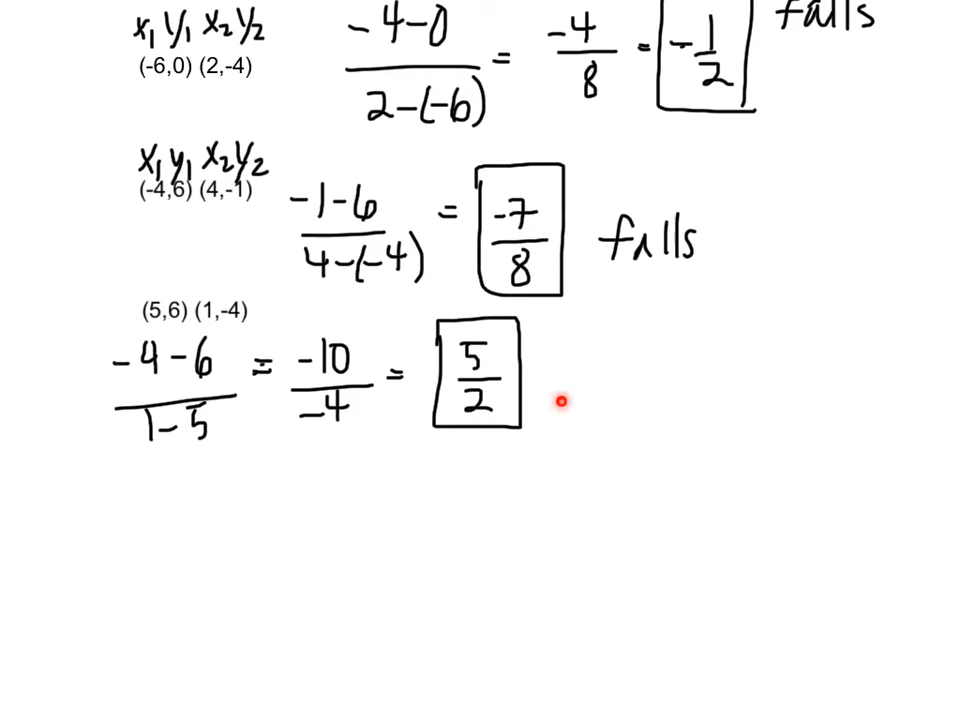 x₁ y₁ x₂ y₂
(-6,0) (2,-4)
-4-0 / 2-(-6) = -4/8 = -1/2 falls
x₁ y₁ x₂ y₂
(-4,6) (4,-1)
-1-6 / 4-(-4) = -7/8 falls
(5,6) (1,-4)
-4-6 / 1-5 = -10/-4 = 5/2